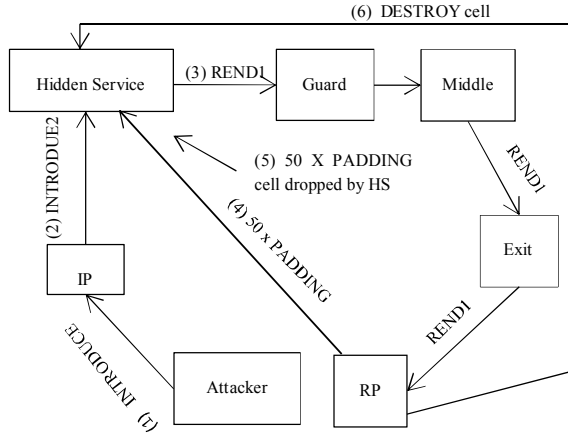 (6) DESTROY cell
Hidden Service
(3) REND1
Guard
Middle
(2) INTRODUE2
(5) 50 X PADDING
cell dropped by HS
REND1
(4) 50 x PADDING
Exit
IP
REND1
(1) INTRODUCE
Attacker
RP